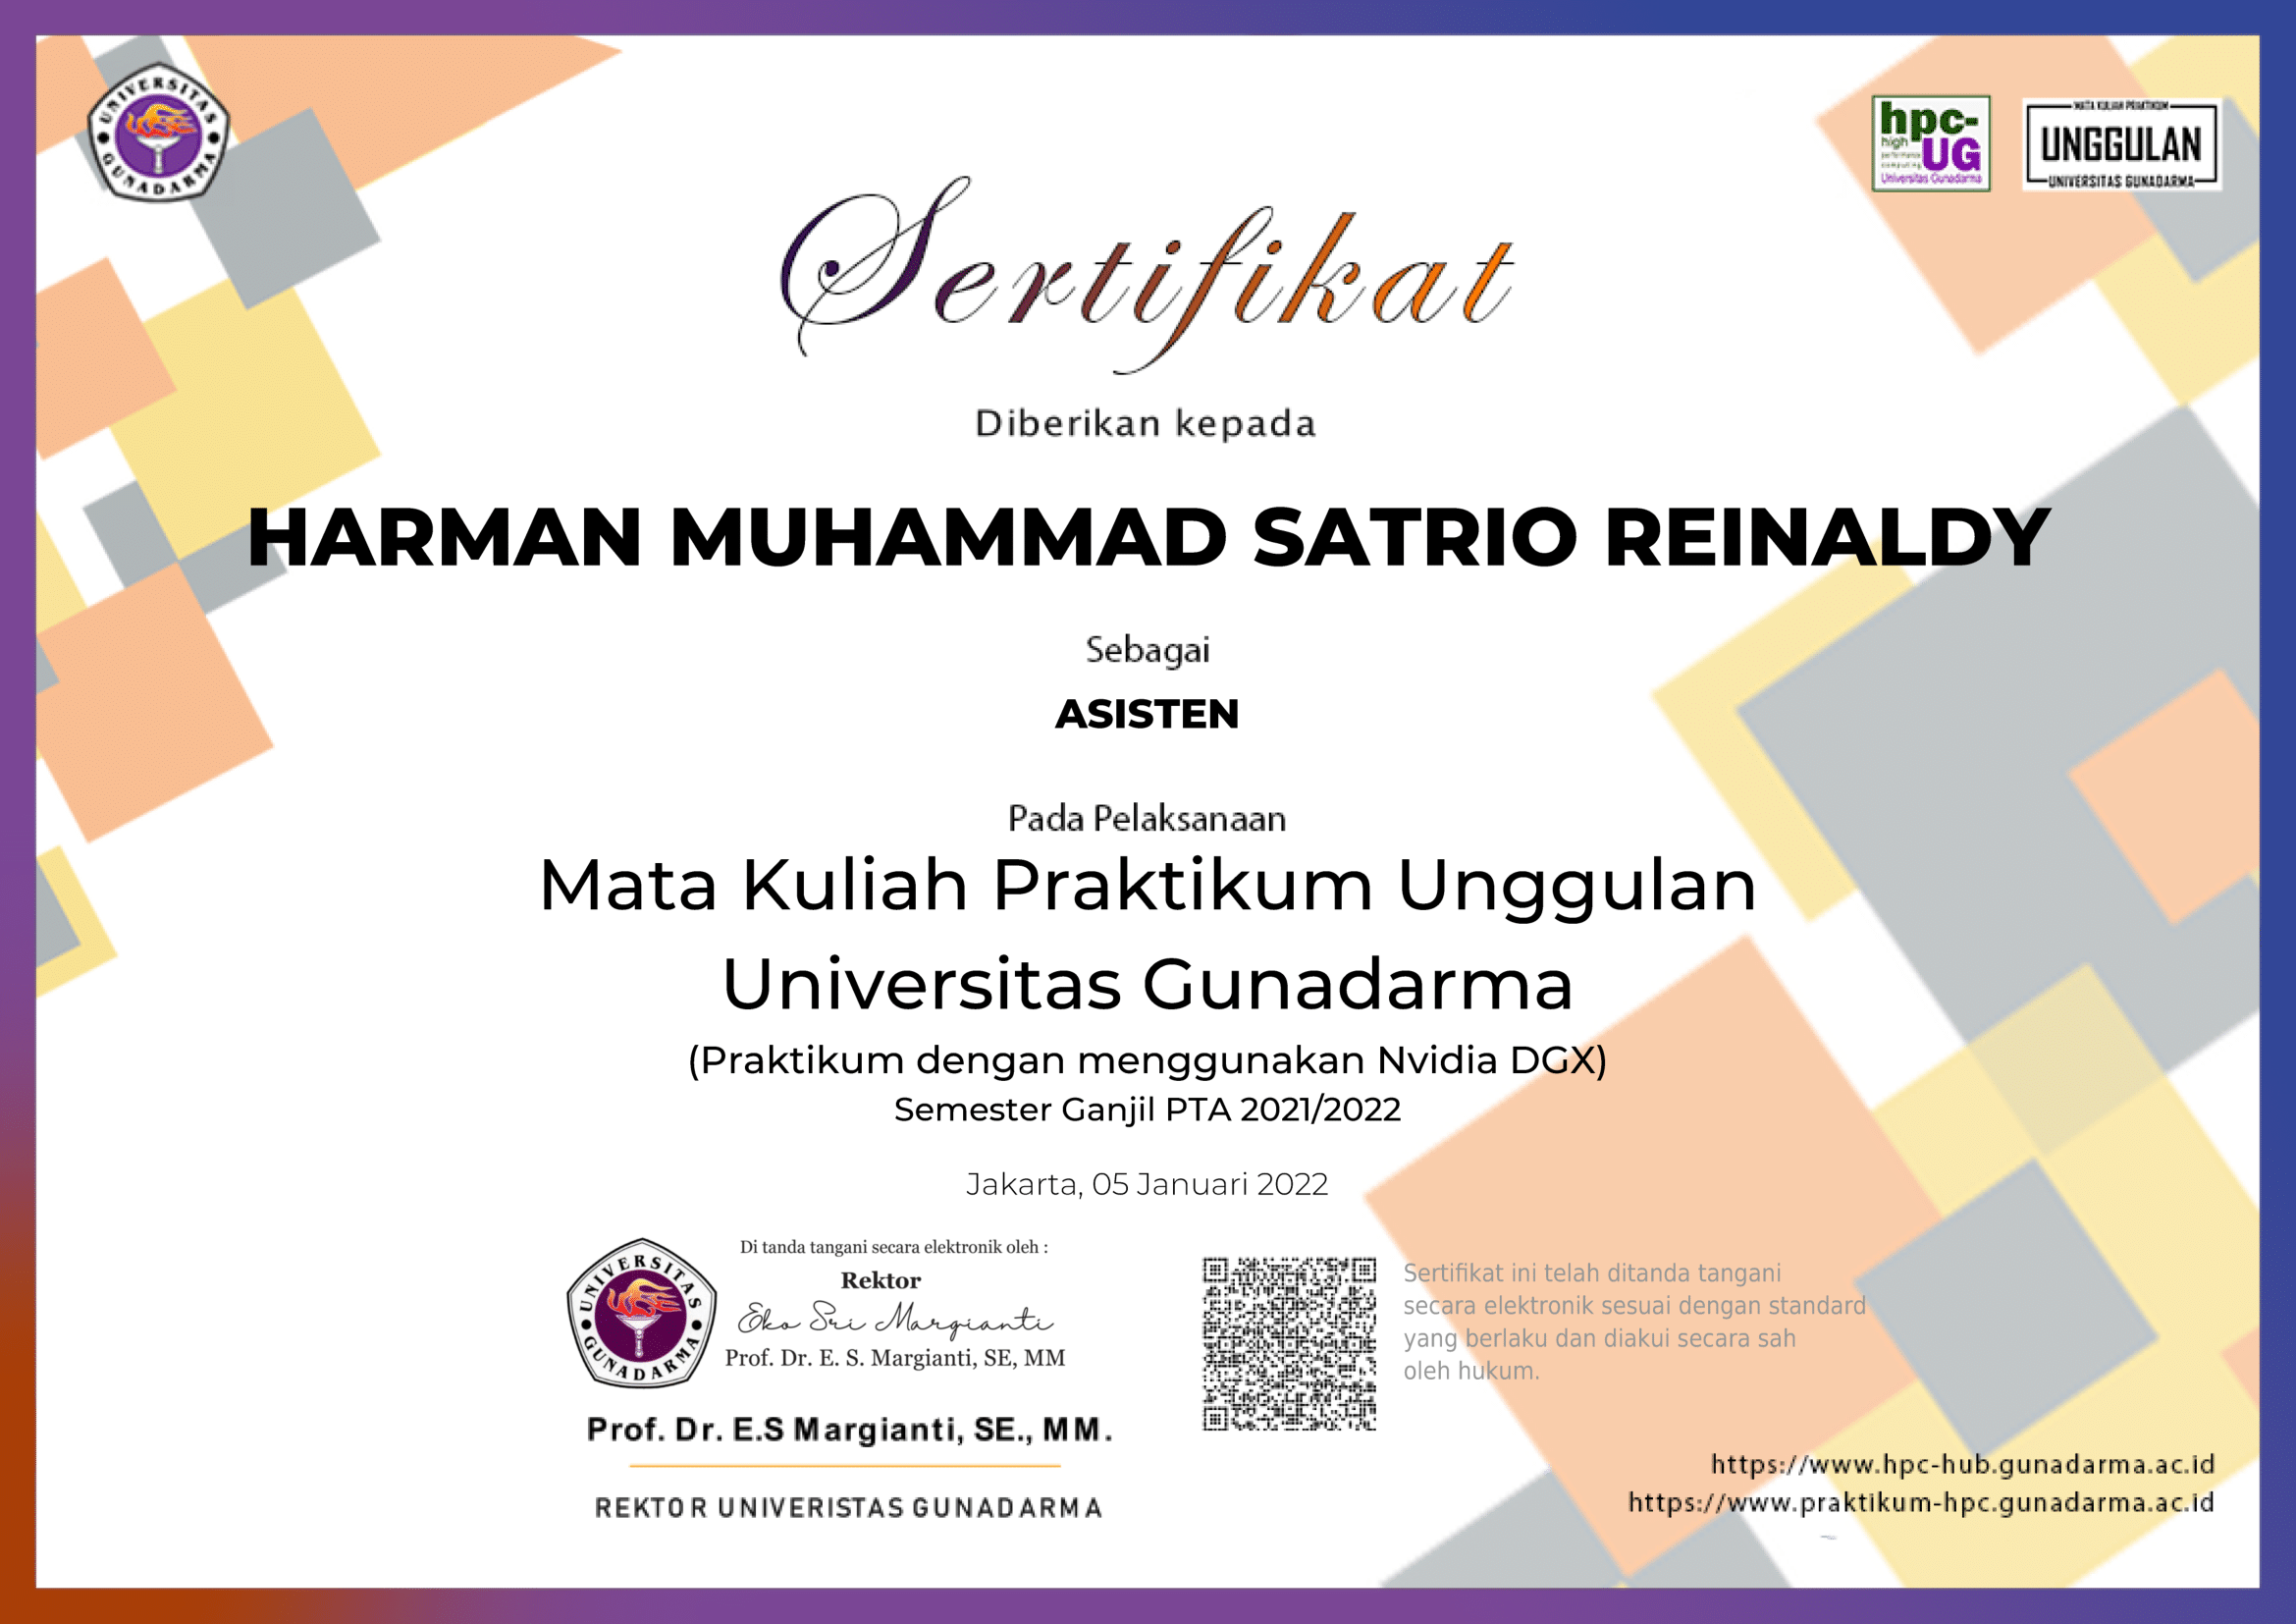 UNIVERSITAS GUNADARMA
hpc-
high
UG
performance
computing
Universitas Gunadarma
MATA KULIAH PRAKTIKUM
UNGGULAN
UNIVERSITAS GUNADARMA
Sertifikat
Diberikan kepada
HARMAN MUHAMMAD SATRIO REINALDY
Sebagai
ASISTEN
Pada Pelaksanaan
Mata Kuliah Praktikum Unggulan
Universitas Gunadarma
(Praktikum dengan menggunakan Nvidia DGX)
Semester Ganjil PTA 2021/2022
Jakarta, 05 Januari 2022
UNIVERSITAS GUNADARMA
Di tanda tangani secara elektronik oleh :
Rektor
Eko Sri Margianti
Prof. Dr. E. S. Margianti, SE, MM
Prof. Dr. E.S Margianti, SE., MM.
REKTOR UNIVERISTAS GUNADARMA
Sertifikat ini telah ditanda tangani
secara elektronik sesuai dengan standard
yang berlaku dan diakui secara sah
oleh hukum.
https://www.hpc-hub.gunadarma.ac.id
https://www.praktikum-hpc.gunadarma.ac.id